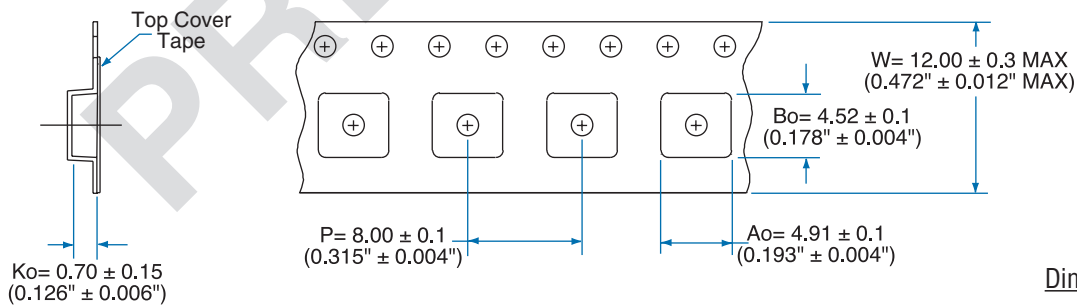 Top Cover
Tape
W= 12.00 ± 0.3 MAX
(0.472" ± 0.012" MAX)
Bo= 4.52 ± 0.1
(0.178" ± 0.004")
P= 8.00 ± 0.1
(0.315" ± 0.004")
Ao= 4.91 ± 0.1
(0.193" ± 0.004")
Ko= 0.70 ± 0.15
(0.126" ± 0.006")